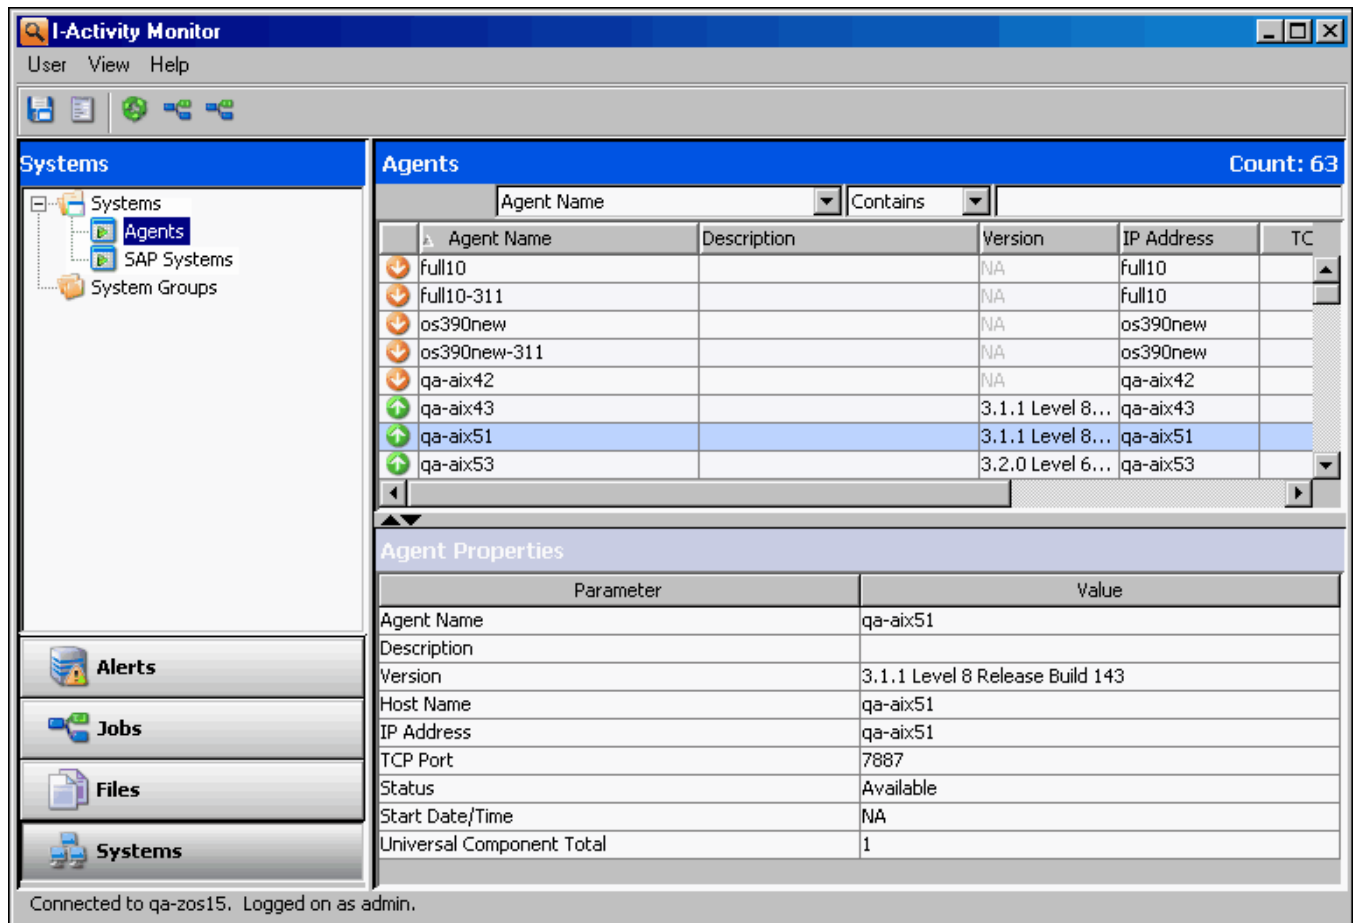 I-Activity Monitor
User View Help
Systems
Systems
Agents
SAP Systems
System Groups
Alerts
Jobs
Files
Systems
Agents Count: 63
Agent Name Contains
Agent Name Description Version IP Address TC
full10 NA full10
full10-311 NA full10
os390new NA os390new
os390new-311 NA os390new
qa-aix42 NA qa-aix42
qa-aix43 3.1.1 Level 8... qa-aix43
qa-aix51 3.1.1 Level 8... qa-aix51
qa-aix53 3.2.0 Level 6... qa-aix53
Agent Properties
Parameter Value
Agent Name qa-aix51
Description
Version 3.1.1 Level 8 Release Build 143
Host Name qa-aix51
IP Address qa-aix51
TCP Port 7887
Status Available
Start Date/Time NA
Universal Component Total 1
Connected to qa-zos15. Logged on as admin.